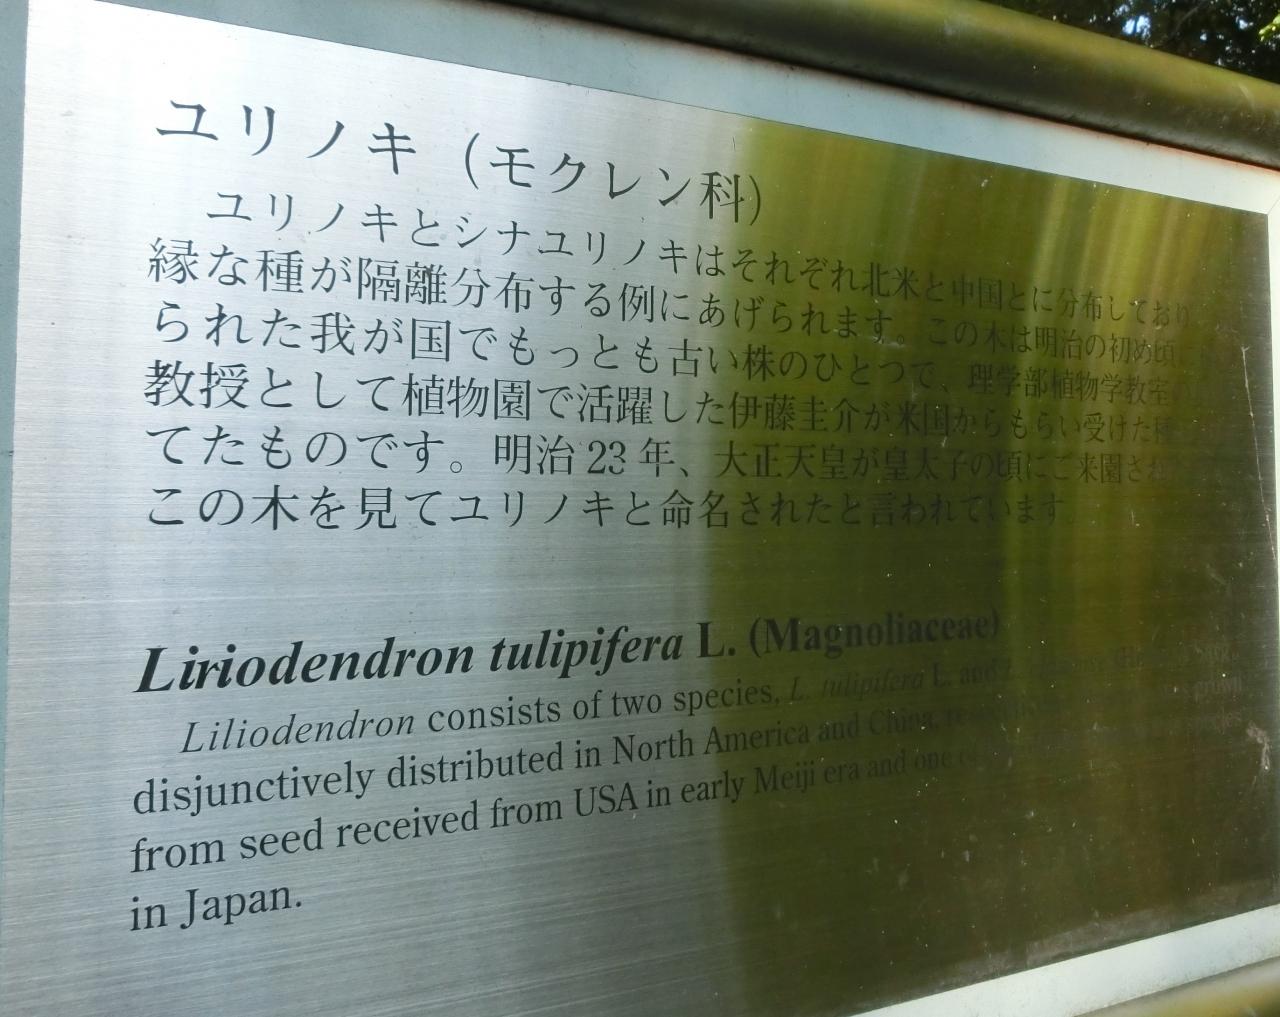 ユリノキ（モクレン科）
ユリノキとシナユリノキはそれぞれ北米と中国とに分布しており
縁な種が隔離分布する例にあげられます。この木は明治の初め頃に
られた我が国でもっとも古い株のひとつで、理学部植物学教室の
教授として植物園で活躍した伊藤圭介が米国からもらい受けた種
てたものです。明治23年、大正天皇が皇太子の頃にご来園され
この木を見てユリノキと命名されたと言われています。
Liriodendron tulipifera L. (Magnoliaceae)
Liliodendron consists of two species, L. tulipifera L. and
disjunctively distributed in North America and China,
from seed received from USA in early Meiji era and one
in Japan.